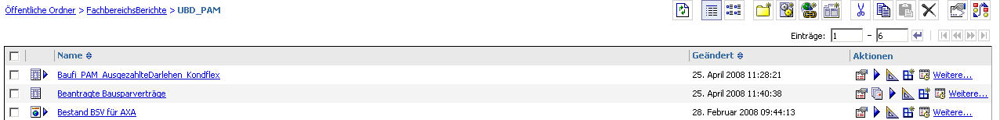 Öffentliche Ordner > FachbereichsBerichte > UBD_PAM
Einträge: 1 - 6
Name Geändert Aktionen
Baufi_PAM_AusgezahlteDarlehen_Kondflex 25. April 2008 11:28:21 Weitere...
Beantragte Bausparverträge 25. April 2008 11:40:38 Weitere...
Bestand BSV für AXA 28. Februar 2008 09:44:13 Weitere...